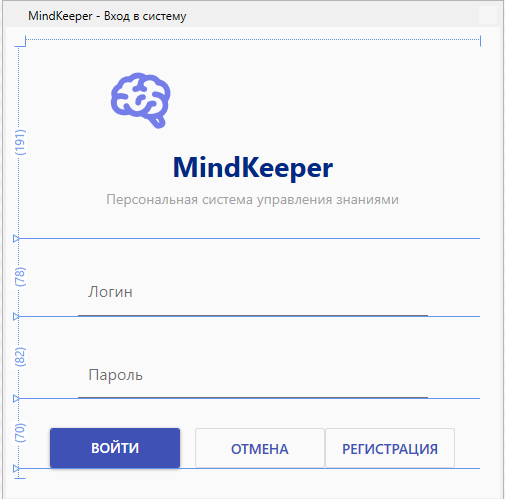 MindKeeper - Вход в систему
MindKeeper
Персональная система управления знаниями
(191)
(78)
Логин
(82)
Пароль
(70)
ВОЙТИ ОТМЕНА РЕГИСТРАЦИЯ